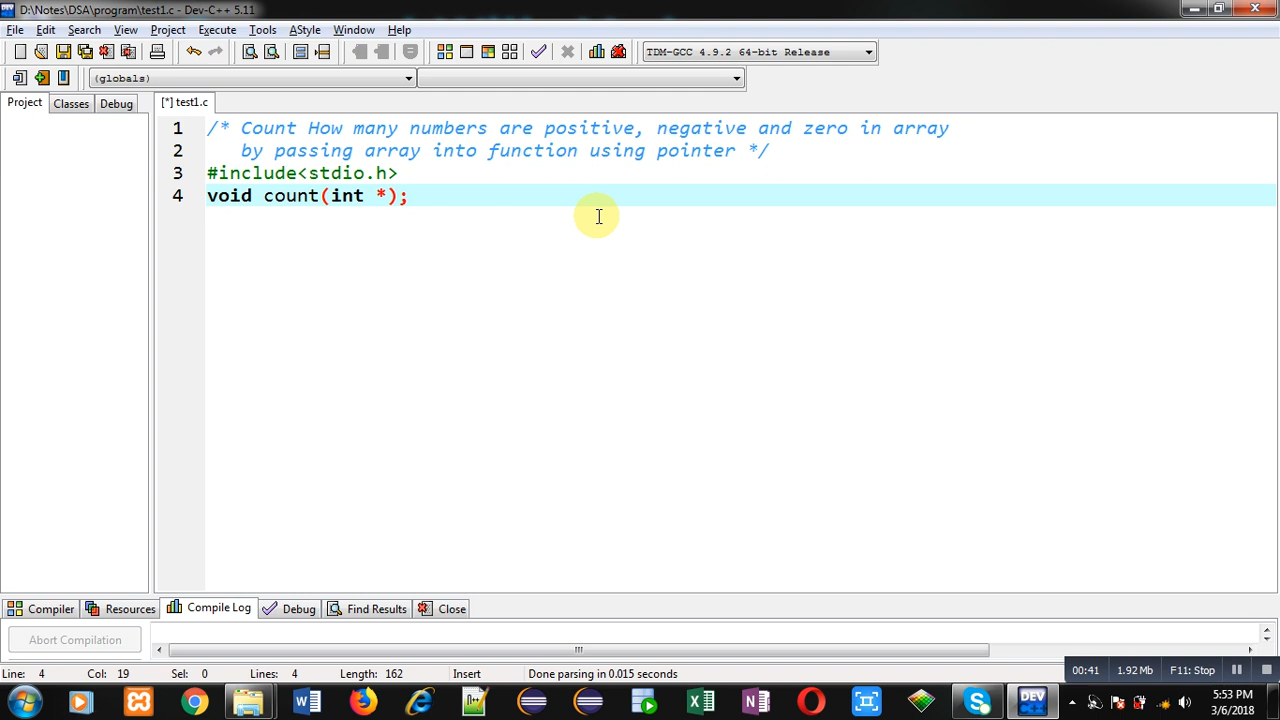 D:\Notes\DSA\program\test1.c - Dev-C++ 5.11
File Edit Search View Project Execute Tools AStyle Window Help
TDM-GCC 4.9.2 64-bit Release
(globals)
Project Classes Debug [*] test1.c
1 /* Count How many numbers are positive, negative and zero in array
2 by passing array into function using pointer */
3 #include<stdio.h>
4 void count(int *);
Compiler Resources Compile Log Debug Find Results Close
Abort Compilation
Line: 4 Col: 19 Sel: 0 Lines: 4 Length: 162 Insert Done parsing in 0.015 seconds
00:41 1.92 Mb F11: Stop
DEV
5:53 PM
3/6/2018